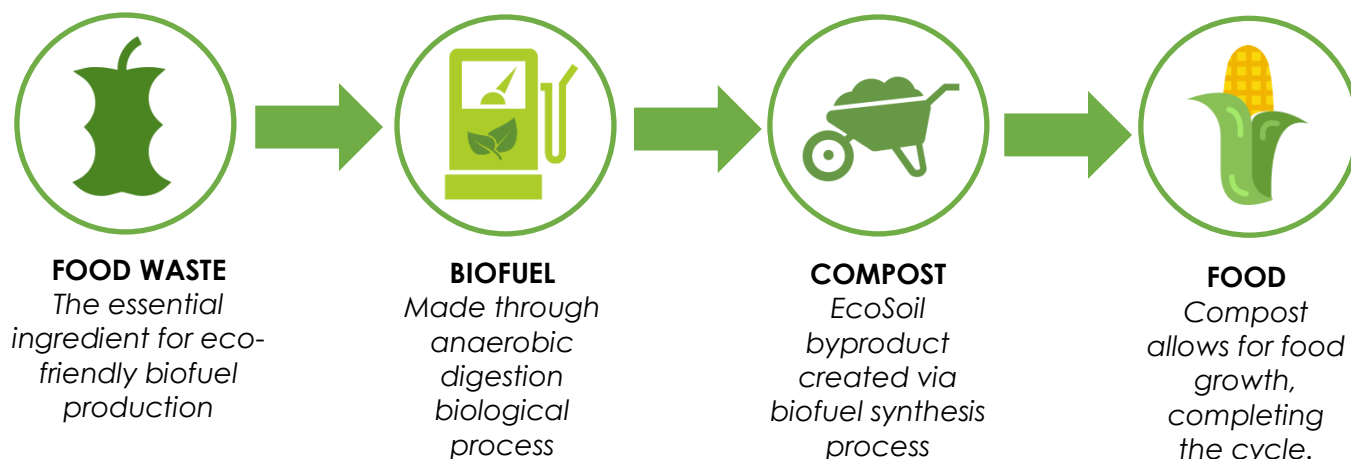 FOOD WASTE
The essential
ingredient for eco-
friendly biofuel
production
BIOFUEL
Made through
anaerobic
digestion
biological
process
COMPOST
EcoSoil
byproduct
created via
biofuel synthesis
process
FOOD
Compost
allows for food
growth,
completing
the cycle.